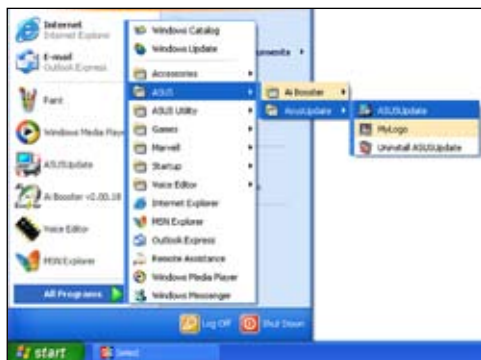 Internet
Internet Explorer
E-mail
Outlook Express
Paint
Windows Media Play
ASUSUpdate
Ai Booster v2.00.18
Voice Editor
MSN Explorer
All Programs
Windows Catalog
Windows Update
Accessories
ASUS
ASUS Utility
Games
Marvell
Startup
Voice Editor
Internet Explorer
MSN Explorer
Outlook Express
Remote Assistance
Windows Media Player
Windows Messenger
uments
Ai Booster
AsusUpdate
ASUSUpdate
MyLogo
Uninstall ASUSUpdate
Log Off
Shut Down
start